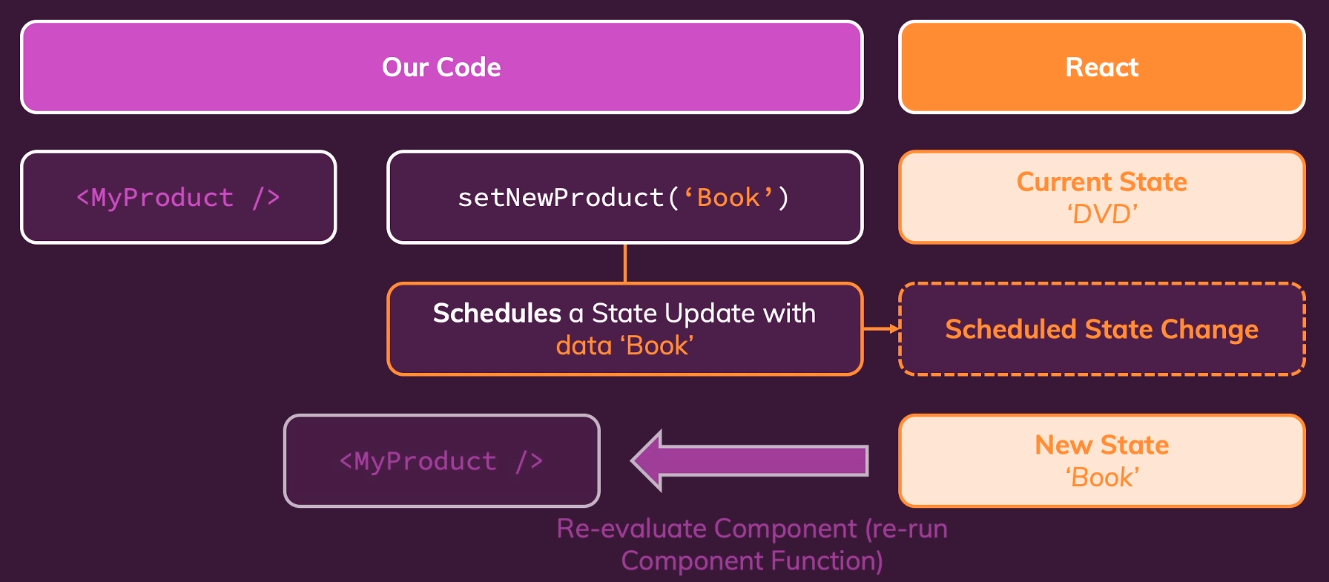 Our Code
React
<MyProduct />
setNewProduct(‘Book’)
Current State
‘DVD’
Schedules a State Update with
data ‘Book’
Scheduled State Change
<MyProduct />
New State
‘Book’
Re-evaluate Component (re-run
Component Function)